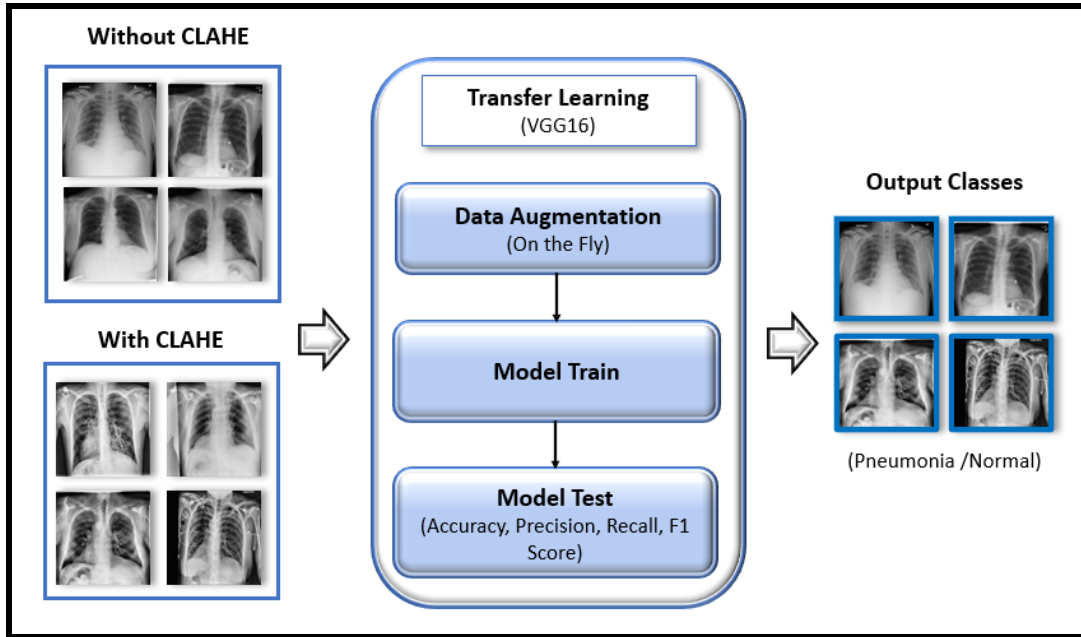 Without CLAHE
With CLAHE
Transfer Learning
(VGG16)
Data Augmentation
(On the Fly)
Model Train
Model Test
(Accuracy, Precision, Recall, F1
Score)
Output Classes
(Pneumonia /Normal)